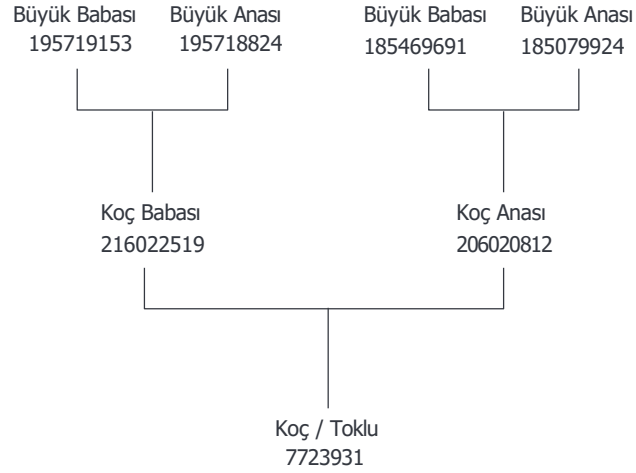 Büyük Babası Büyük Anası Büyük Babası Büyük Anası
195719153 195718824 185469691 185079924
Koç Babası Koç Anası
216022519 206020812
Koç / Toklu
7723931